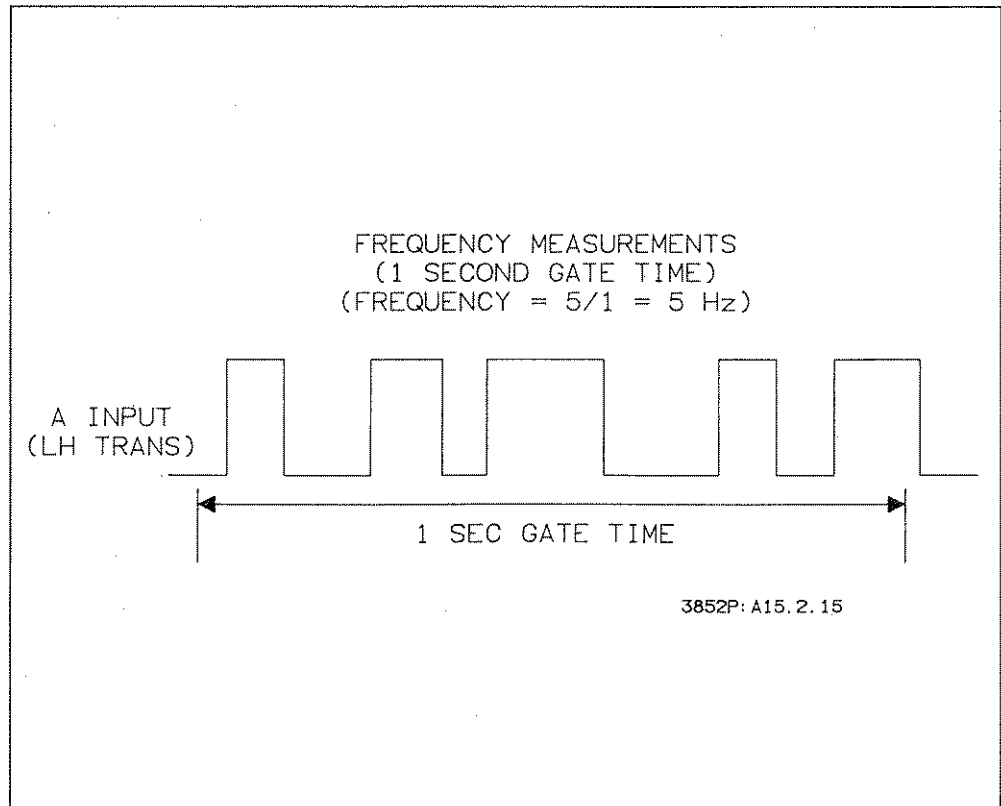 FREQUENCY MEASUREMENTS
(1 SECOND GATE TIME)
(FREQUENCY = 5/1 = 5 Hz)
A INPUT
(LH TRANS)
1 SEC GATE TIME
3852P: A15.2.15